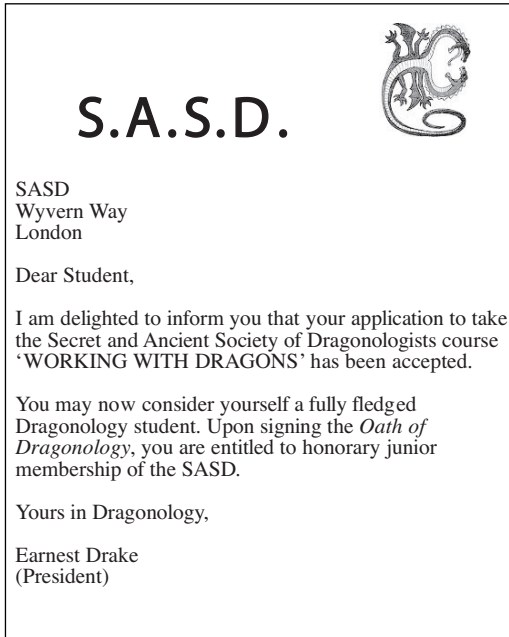 S.A.S.D.
SASD
Wyvern Way
London
Dear Student,
I am delighted to inform you that your application to take
the Secret and Ancient Society of Dragonologists course
‘WORKING WITH DRAGONS’ has been accepted.
You may now consider yourself a fully fledged
Dragonology student. Upon signing the Oath of
Dragonology, you are entitled to honorary junior
membership of the SASD.
Yours in Dragonology,
Earnest Drake
(President)